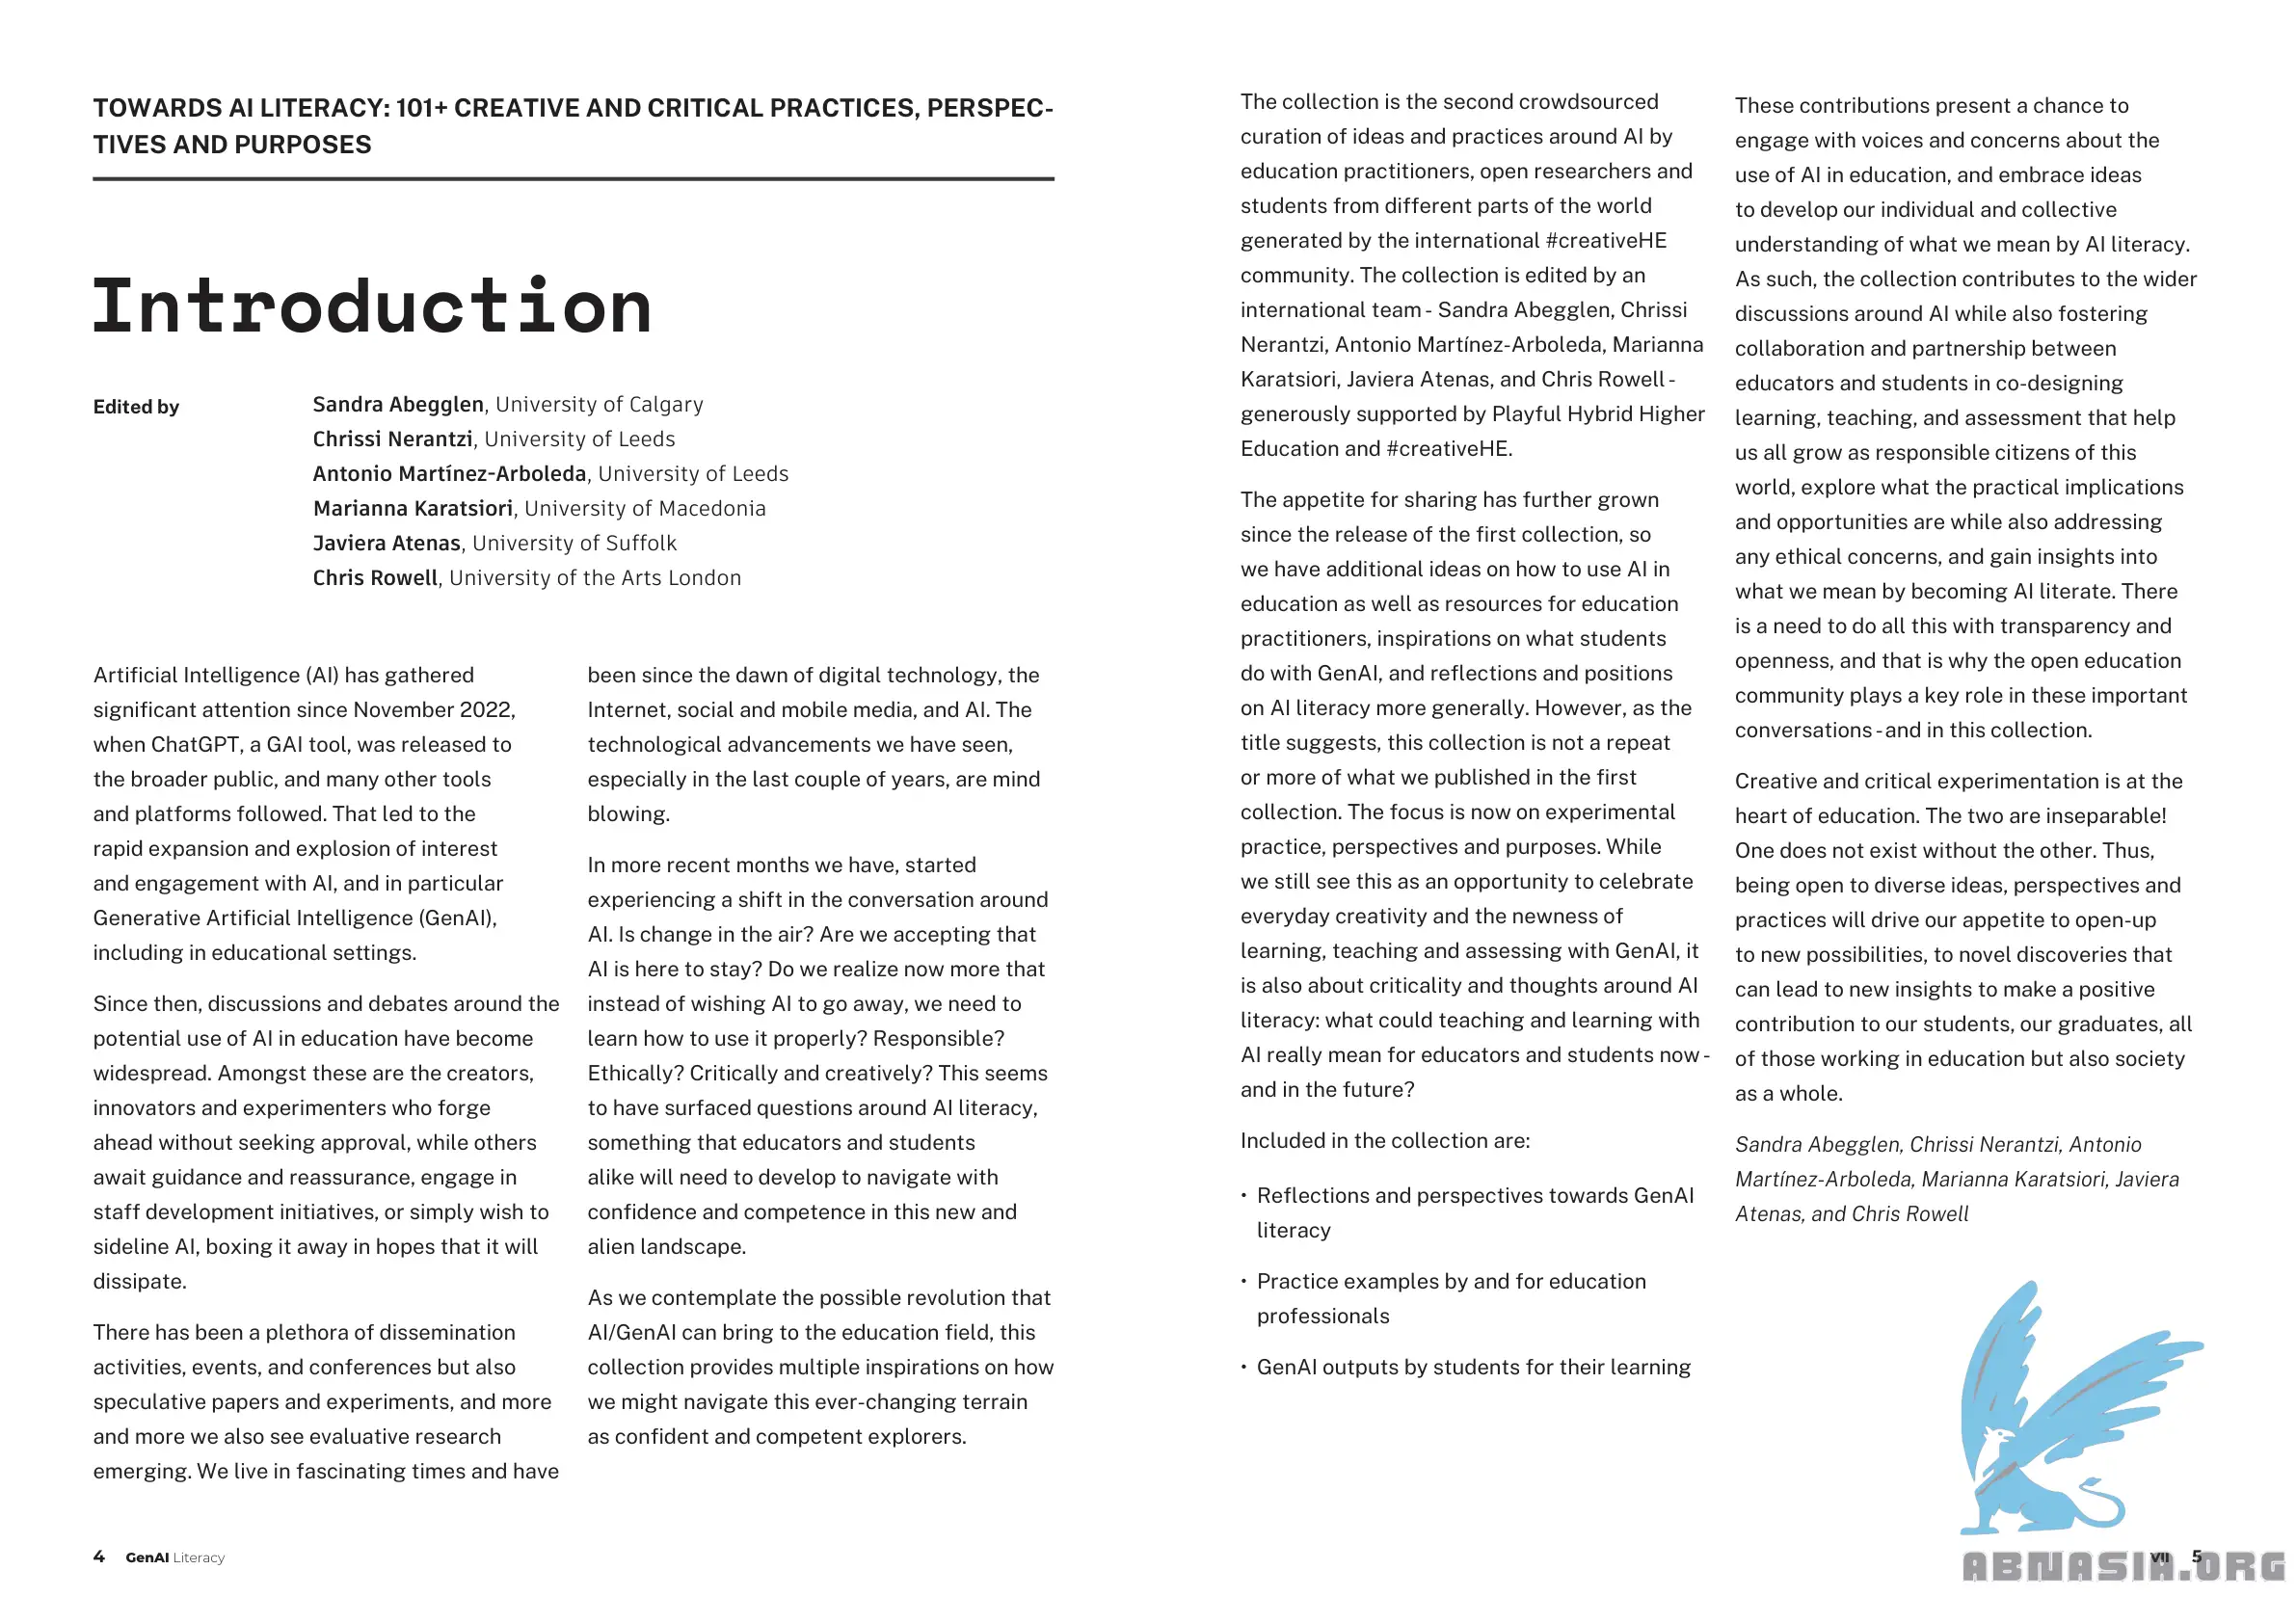 TOWARDS AI LITERACY: 101+ CREATIVE AND CRITICAL PRACTICES, PERSPEC-
TIVES AND PURPOSES
Introduction
Edited by
Sandra Abegglen, University of Calgary
Chrissi Nerantzi, University of Leeds
Antonio Martínez-Arboleda, University of Leeds
Marianna Karatsiori, University of Macedonia
Javiera Atenas, University of Suffolk
Chris Rowell, University of the Arts London
Artificial Intelligence (AI) has gathered
significant attention since November 2022,
when ChatGPT, a GAI tool, was released to
the broader public, and many other tools
and platforms followed. That led to the
rapid expansion and explosion of interest
and engagement with AI, and in particular
Generative Artificial Intelligence (GenAI),
including in educational settings.
Since then, discussions and debates around the
potential use of AI in education have become
widespread. Amongst these are the creators,
innovators and experimenters who forge
ahead without seeking approval, while others
await guidance and reassurance, engage in
staff development initiatives, or simply wish to
sideline AI, boxing it away in hopes that it will
dissipate.
There has been a plethora of dissemination
activities, events, and conferences but also
speculative papers and experiments, and more
and more we also see evaluative research
emerging. We live in fascinating times and have
been since the dawn of digital technology, the
Internet, social and mobile media, and AI. The
technological advancements we have seen,
especially in the last couple of years, are mind
blowing.
In more recent months we have, started
experiencing a shift in the conversation around
AI. Is change in the air? Are we accepting that
AI is here to stay? Do we realize now more that
instead of wishing AI to go away, we need to
learn how to use it properly? Responsible?
Ethically? Critically and creatively? This seems
to have surfaced questions around AI literacy,
something that educators and students
alike will need to develop to navigate with
confidence and competence in this new and
alien landscape.
As we contemplate the possible revolution that
AI/GenAI can bring to the education field, this
collection provides multiple inspirations on how
we might navigate this ever-changing terrain
as confident and competent explorers.
4 GenAI Literacy
The collection is the second crowdsourced
curation of ideas and practices around AI by
education practitioners, open researchers and
students from different parts of the world
generated by the international #creativeHE
community. The collection is edited by an
international team - Sandra Abegglen, Chrissi
Nerantzi, Antonio Martínez-Arboleda, Marianna
Karatsiori, Javiera Atenas, and Chris Rowell -
generously supported by Playful Hybrid Higher
Education and #creativeHE.
The appetite for sharing has further grown
since the release of the first collection, so
we have additional ideas on how to use AI in
education as well as resources for education
practitioners, inspirations on what students
do with GenAI, and reflections and positions
on AI literacy more generally. However, as the
title suggests, this collection is not a repeat
or more of what we published in the first
collection. The focus is now on experimental
practice, perspectives and purposes. While
we still see this as an opportunity to celebrate
everyday creativity and the newness of
learning, teaching and assessing with GenAI, it
is also about criticality and thoughts around AI
literacy: what could teaching and learning with
AI really mean for educators and students now -
and in the future?
Included in the collection are:
• Reflections and perspectives towards GenAI
literacy
• Practice examples by and for education
professionals
• GenAI outputs by students for their learning
These contributions present a chance to
engage with voices and concerns about the
use of AI in education, and embrace ideas
to develop our individual and collective
understanding of what we mean by AI literacy.
As such, the collection contributes to the wider
discussions around AI while also fostering
collaboration and partnership between
educators and students in co-designing
learning, teaching, and assessment that help
us all grow as responsible citizens of this
world, explore what the practical implications
and opportunities are while also addressing
any ethical concerns, and gain insights into
what we mean by becoming AI literate. There
is a need to do all this with transparency and
openness, and that is why the open education
community plays a key role in these important
conversations - and in this collection.
Creative and critical experimentation is at the
heart of education. The two are inseparable!
One does not exist without the other. Thus,
being open to diverse ideas, perspectives and
practices will drive our appetite to open-up
to new possibilities, to novel discoveries that
can lead to new insights to make a positive
contribution to our students, our graduates, all
of those working in education but also society
as a whole.
Sandra Abegglen, Chrissi Nerantzi, Antonio
Martínez-Arboleda, Marianna Karatsiori, Javiera
Atenas, and Chris Rowell
VII 5
ABNASIA.ORG